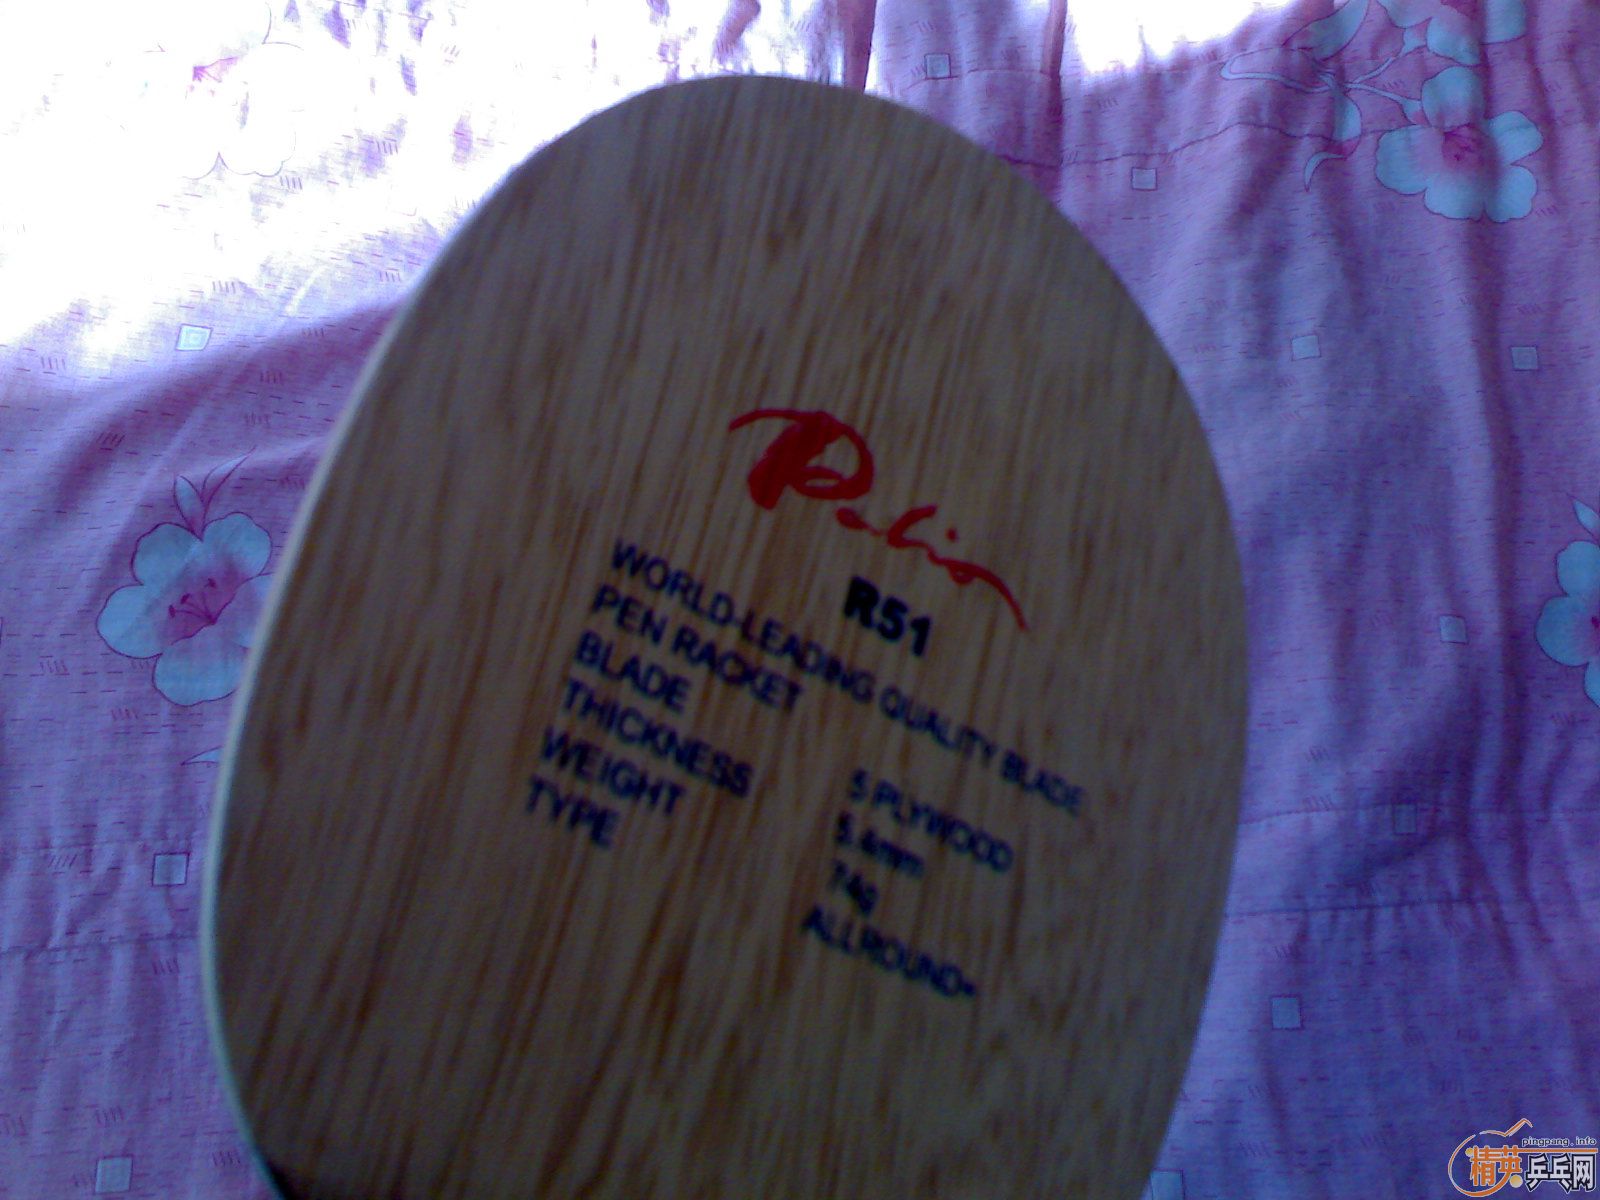 Palio
R51
WORLD-LEADING QUALITY BLADE
PEN RACKET
BLADE 5 PLYWOOD
THICKNESS 5.4mm
WEIGHT 74g
TYPE ALLROUND+
pingpang.info
精英乒乓网